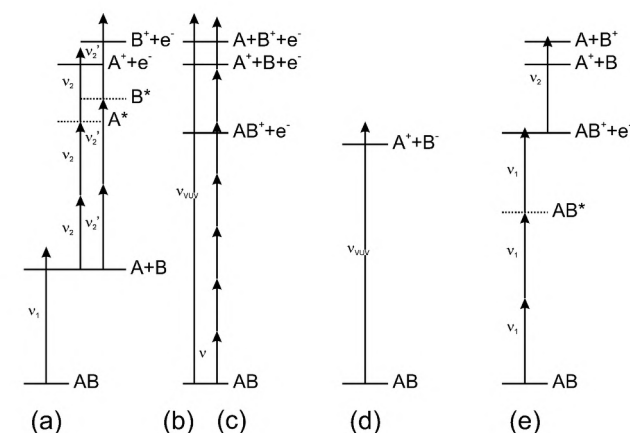 B⁺+e⁻
A⁺+e⁻
B*
A*
A+B
AB
ν₁
ν₂
ν₂
ν₂
ν₂'
ν₂'
ν₂'
(a)
A+B⁺+e⁻
A⁺+B+e⁻
AB⁺+e⁻
ν_VUV
ν
AB
(b)
(c)
A⁺+B⁻
ν_VUV
AB
(d)
A+B⁺
A⁺+B
ν₂
AB⁺+e⁻
ν₁
AB*
ν₁
ν₁
AB
(e)